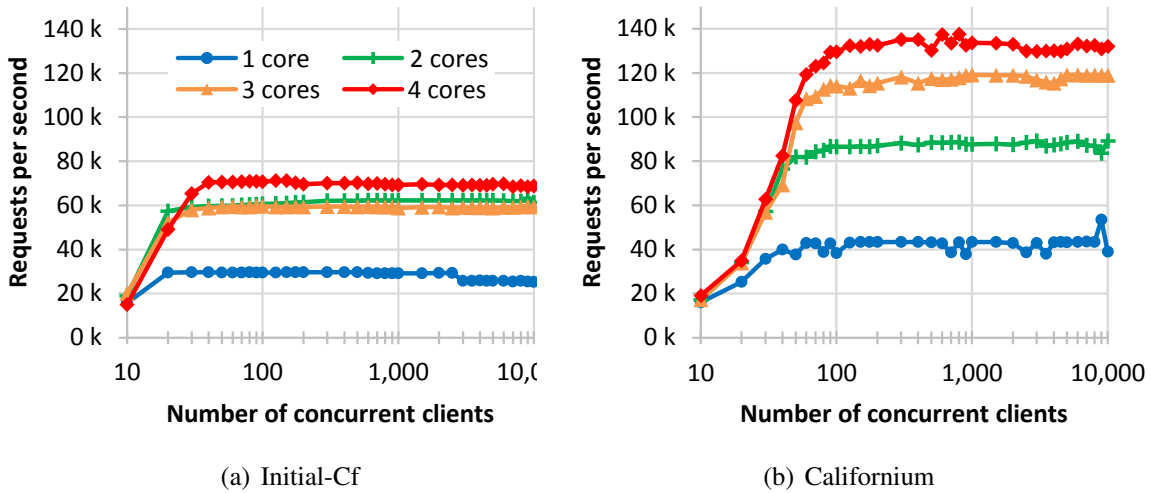 Requests per second
140 k
120 k
100 k
80 k
60 k
40 k
20 k
0 k
1 core
2 cores
3 cores
4 cores
10
100
1,000
10,0
Number of concurrent clients
(a) Initial-Cf
Requests per second
140 k
120 k
100 k
80 k
60 k
40 k
20 k
0 k
10
100
1,000
10,000
Number of concurrent clients
(b) Californium